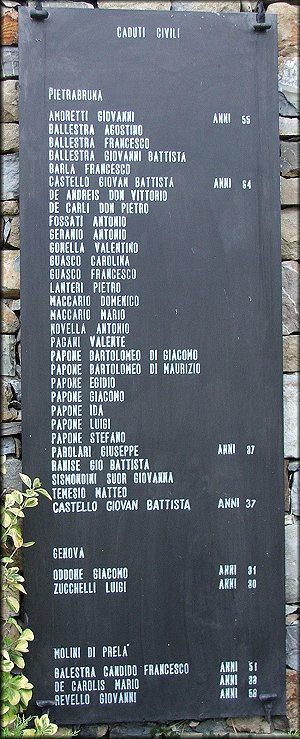 CADUTI CIVILI
PIETRABRUNA
AMORETTI GIOVANNI ANNI 55
BALLESTRA AGOSTINO
BALLESTRA FRANCESCO
BALLESTRA GIOVANNI BATTISTA
BARLA FRANCESCO
CASTELLO GIOVAN BATTISTA ANNI 64
DE ANDREIS DON VITTORIO
DE CARLI DON PIETRO
FOSSATI ANTONIO
GERANIO ANTONIO
GONELLA VALENTINO
GUASCO CAROLINA
GUASCO FRANCESCO
LANTERI PIETRO
MACCARIO DOMENICO
MACCARIO MARIO
NOVELLA ANTONIO
PAGANI VALENTE
PAPONE BARTOLOMEO DI GIACOMO
PAPONE BARTOLOMEO DI MAURIZIO
PAPONE EGIDIO
PAPONE GIACOMO
PAPONE IDA
PAPONE LUIGI
PAPONE STEFANO
PAROLARI GIUSEPPE ANNI 37
RANISE GIO BATTISTA
SISMONDINI SUOR GIOVANNA
TEMESIO MATTEO
CASTELLO GIOVAN BATTISTA ANNI 37
GENOVA
ODDONE GIACOMO ANNI 31
ZUCCHELLI LUIGI ANNI 30
MOLINI DI PRELA'
BALESTRA CANDIDO FRANCESCO ANNI 51
DE CAROLIS MARIO ANNI
REVELLO GIOVANNI ANNI